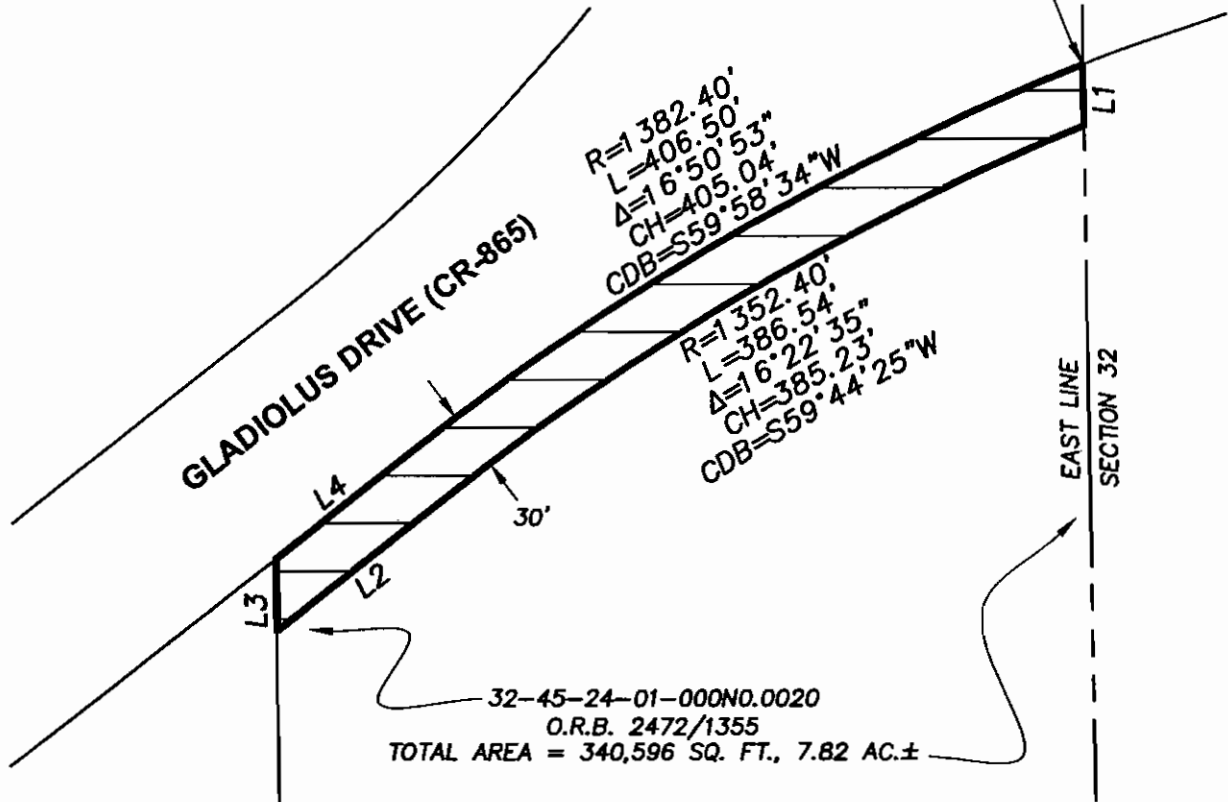 R=1382.40'
L=406.50'
Δ=16°50'53"
CH=405.04'
CDB=S59°58'34"W
L1
GLADIOLUS DRIVE (CR-865)
R=1352.40'
L=386.54'
Δ=16°22'35"
CH=385.23'
CDB=S59°44'25"W
EAST LINE
SECTION 32
L4
30'
L2
L3
32-45-24-01-000N0.0020
O.R.B. 2472/1355
TOTAL AREA = 340,596 SQ. FT., 7.82 AC.±